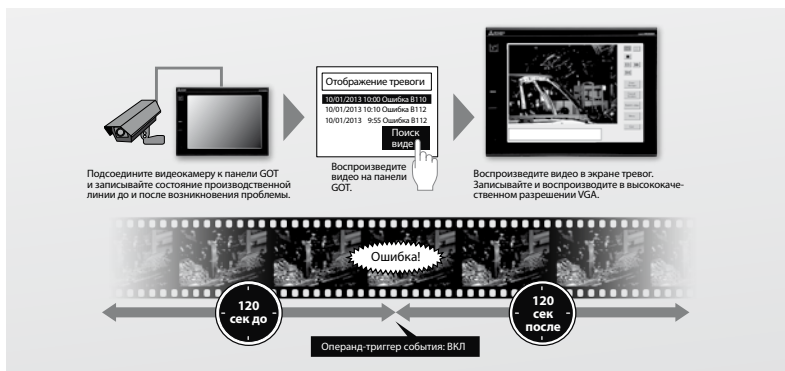 Отображение тревоги
10/01/2013 10:00 Ошибка B110
10/01/2013 10:10 Ошибка B112
10/01/2013 9:55 Ошибка B112
Поиск
Подсоедините видеокамеру к панели GOT
и записывайте состояние производственной
линии до и после возникновения проблемы.
Воспроизведите
видео на панели
GOT.
Воспроизведите видео в экране тревог.
Записывайте и воспроизводите в высококаче-
ственном разрешении VGA.
Ошибка!
120
сек до
120
сек
после
Операнд-триггер события: ВКЛ